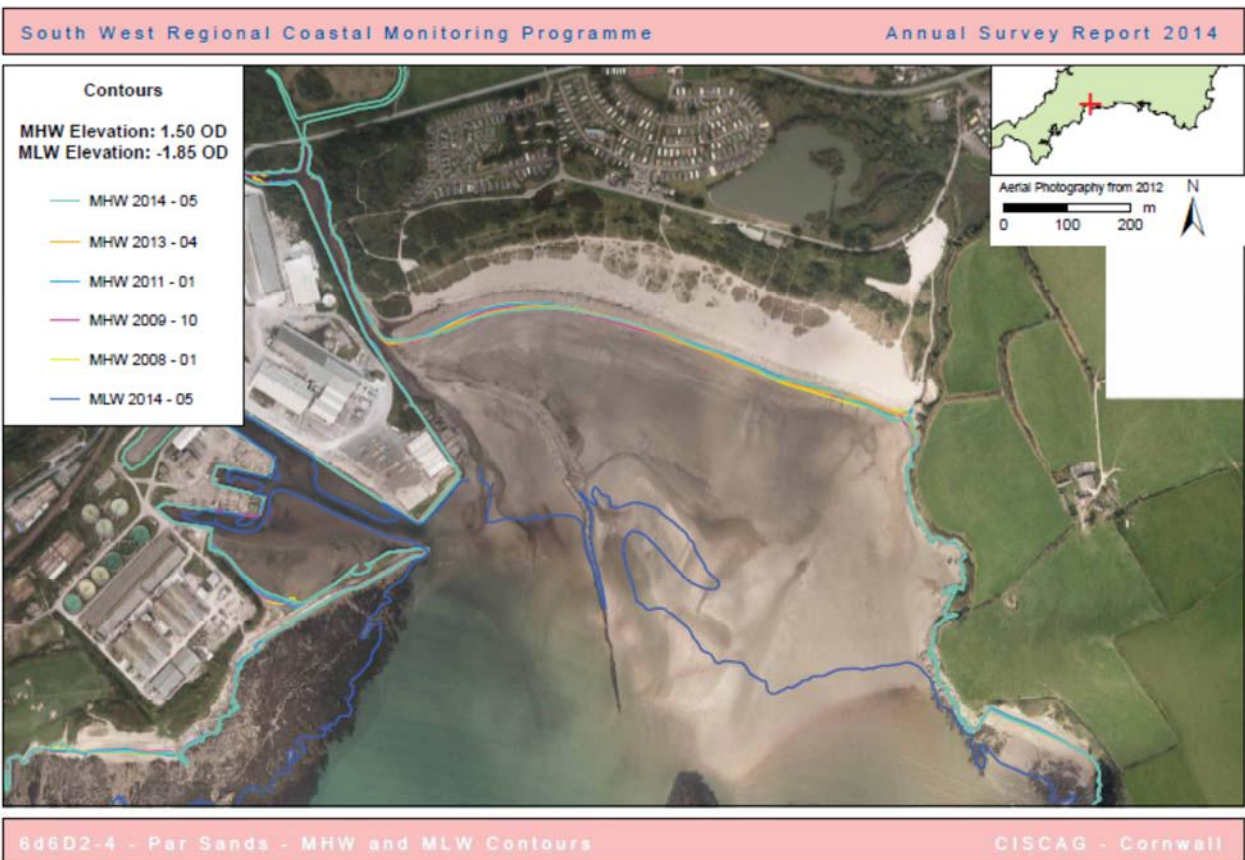 South West Regional Coastal Monitoring Programme Annual Survey Report 2014
Contours
MHW Elevation: 1.50 OD
MLW Elevation: -1.85 OD
MHW 2014 - 05
MHW 2013 - 04
MHW 2011 - 01
MHW 2009 - 10
MHW 2008 - 01
MLW 2014 - 05
Aerial Photography from 2012 N
m
0 100 200
6d6D2-4 - Par Sands - MHW and MLW Contours CISCAG - Cornwall